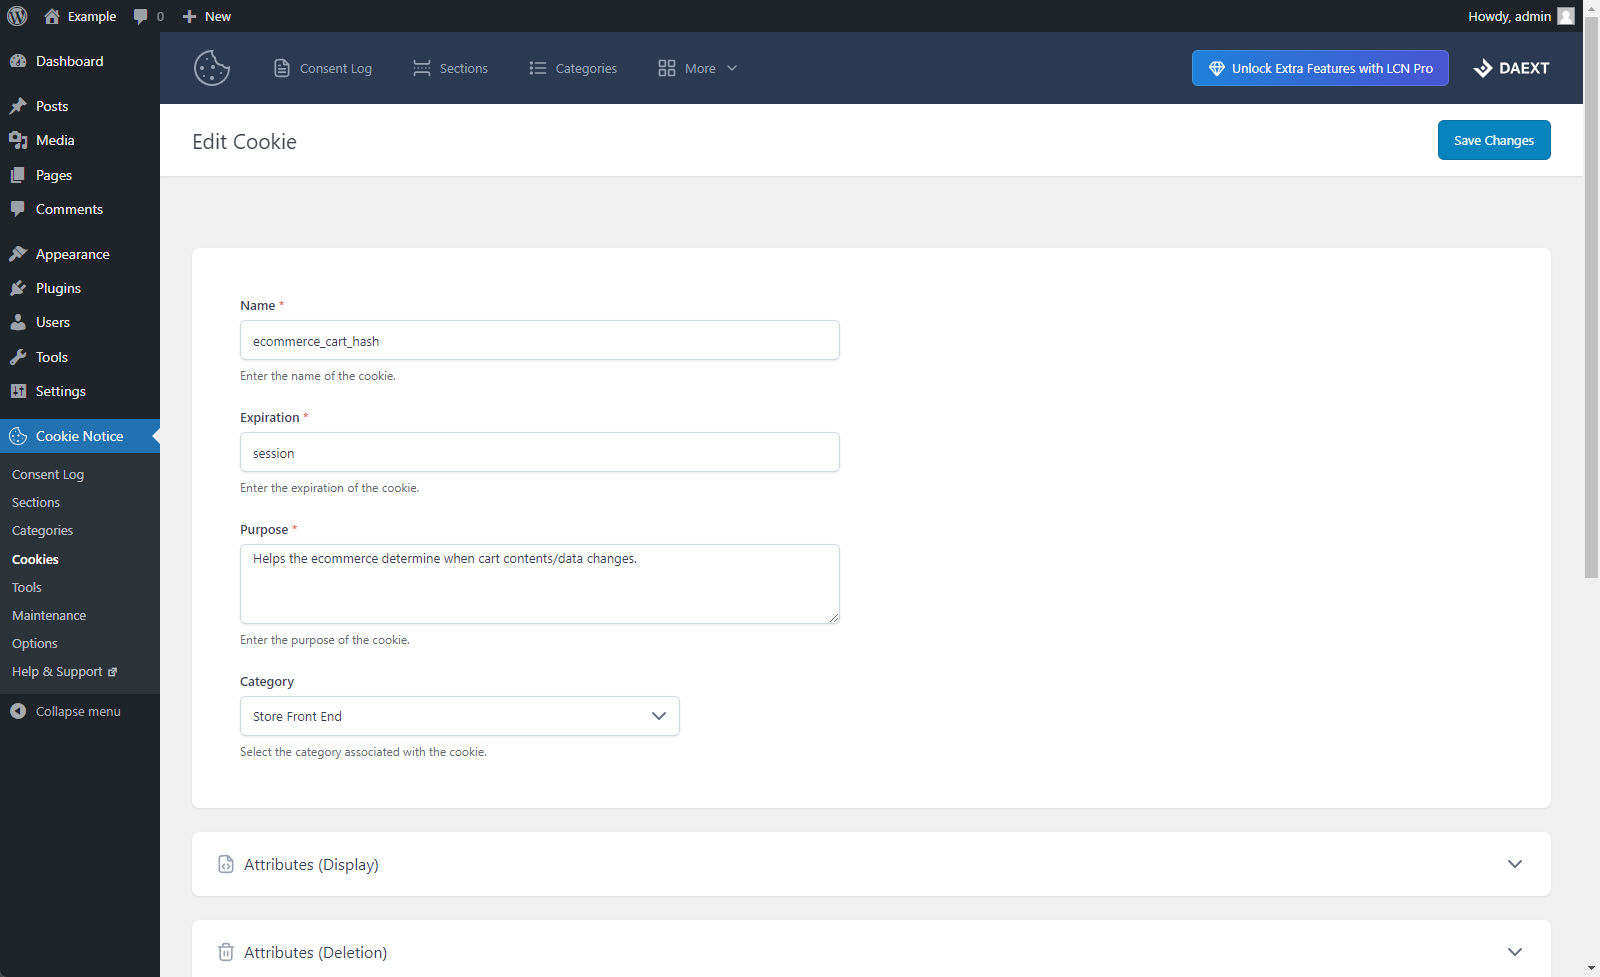 Example
0
New
Howdy, admin
Dashboard
Posts
Media
Pages
Comments
Appearance
Plugins
Users
Tools
Settings
Cookie Notice
Consent Log
Sections
Categories
Cookies
Tools
Maintenance
Options
Help & Support
Collapse menu
Consent Log
Sections
Categories
More
Unlock Extra Features with LCN Pro
DAEXT
Edit Cookie
Save Changes
Name *
ecommerce_cart_hash
Enter the name of the cookie.
Expiration *
session
Enter the expiration of the cookie.
Purpose *
Helps the ecommerce determine when cart contents/data changes.
Enter the purpose of the cookie.
Category
Store Front End
Select the category associated with the cookie.
Attributes (Display)
Attributes (Deletion)